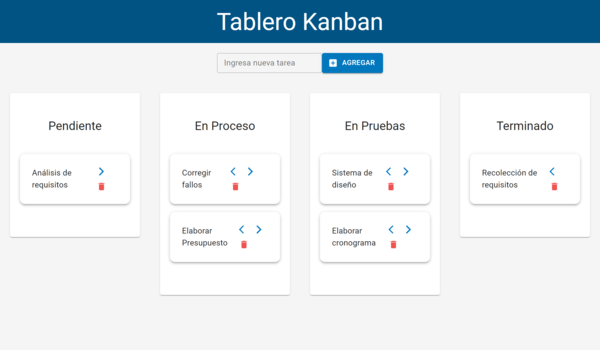 Tablero Kanban
Ingresa nueva tarea
AGREGAR
Pendiente
Análisis de
requisitos
En Proceso
Corregir
fallos
Elaborar
Presupuesto
En Pruebas
Sistema de
diseño
Elaborar
cronograma
Terminado
Recolección de
requisitos